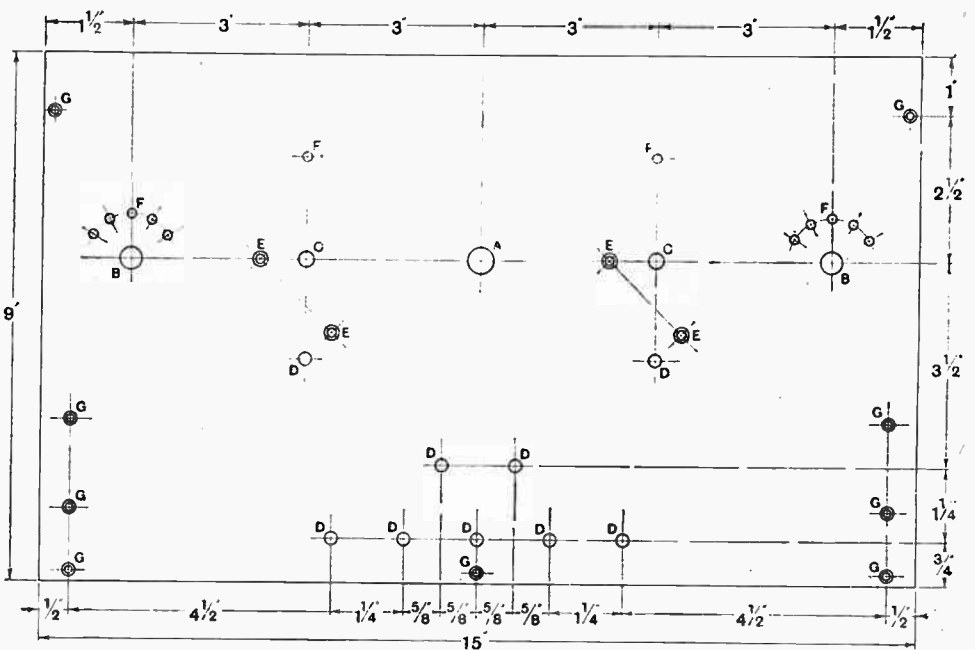 1½" 3" 3" 3" 3" 1½"
G G 1"
F F
F F 2½"
E C A E C
B B
9"
E E
D D 3½"
G G
D D
G D D D D D G 1¼"
G G G ¾"
½" 4½" 1¼" ⅝" ⅝" ⅝" ⅝" 1¼" 4½" ½"
15"